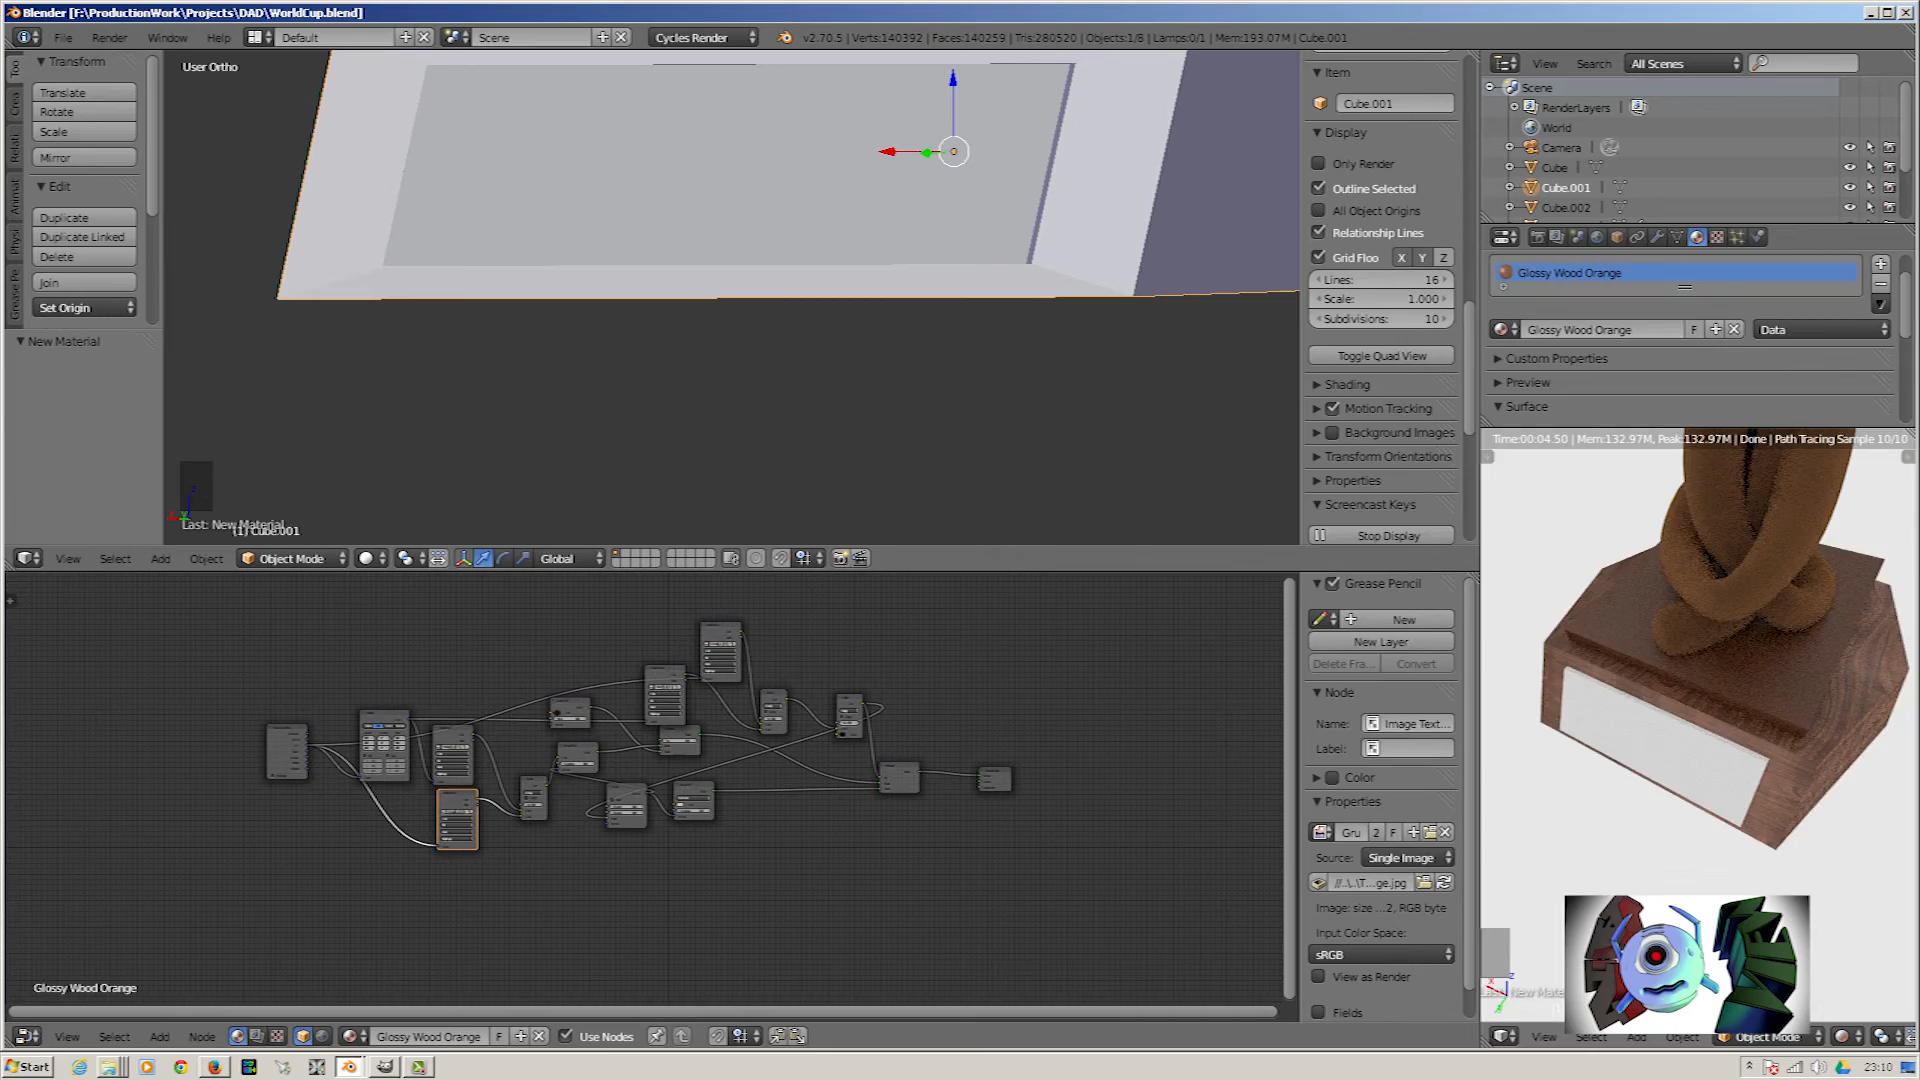 Blender [F:\ProductionWork\Projects\DAD\WorldCup.blend]
File Render Window Help Default Scene Cycles Render v2.70.5 | Verts:140392 | Faces:140259 | Tris:280520 | Objects:1/8 | Lamps:0/1 | Mem:193.07M | Cube.001
Transform
Translate
Rotate
Scale
Mirror
Edit
Duplicate
Duplicate Linked
Delete
Join
Set Origin
New Material
Too
Crea
Relati
Animat
Physi
Grease Pe
User Ortho
Last: New Material
(1) Cube.001
View Select Add Object Object Mode Global
Item
Cube.001
Display
Only Render
Outline Selected
All Object Origins
Relationship Lines
Grid Floo X Y Z
Lines: 16
Scale: 1.000
Subdivisions: 10
Toggle Quad View
Shading
Motion Tracking
Background Images
Transform Orientations
Properties
Screencast Keys
Stop Display
View Search All Scenes
Scene
RenderLayers
World
Camera
Cube
Cube.001
Cube.002
Glossy Wood Orange
Glossy Wood Orange F Data
Custom Properties
Preview
Surface
Time:00:04.50 | Mem:132.97M, Peak:132.97M | Done | Path Tracing Sample 10/10
Grease Pencil
New
New Layer
Delete Fra... Convert
Node
Name: Image Text...
Label:
Color
Properties
Gru 2 F
Source: Single Image
//..\..\T...ge.jpg
Image: size ...2, RGB byte
Input Color Space:
sRGB
View as Render
Fields
Glossy Wood Orange
View Select Add Node Glossy Wood Orange F Use Nodes
View Select Add Object Object Mode
Start
23:10